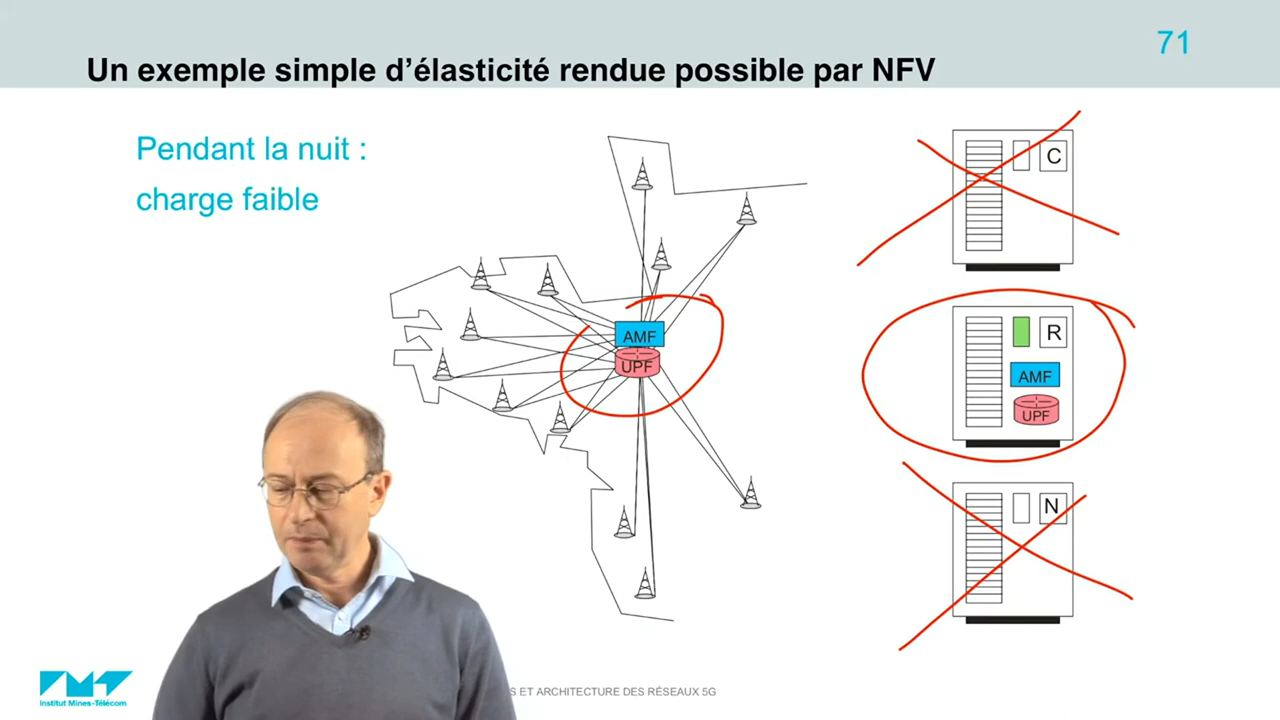 71
Un exemple simple d'élasticité rendue possible par NFV
Pendant la nuit :
charge faible
AMF
UPF
C
R
AMF
UPF
N
Institut Mines-Télécom
ET ARCHITECTURE DES RÉSEAUX 5G